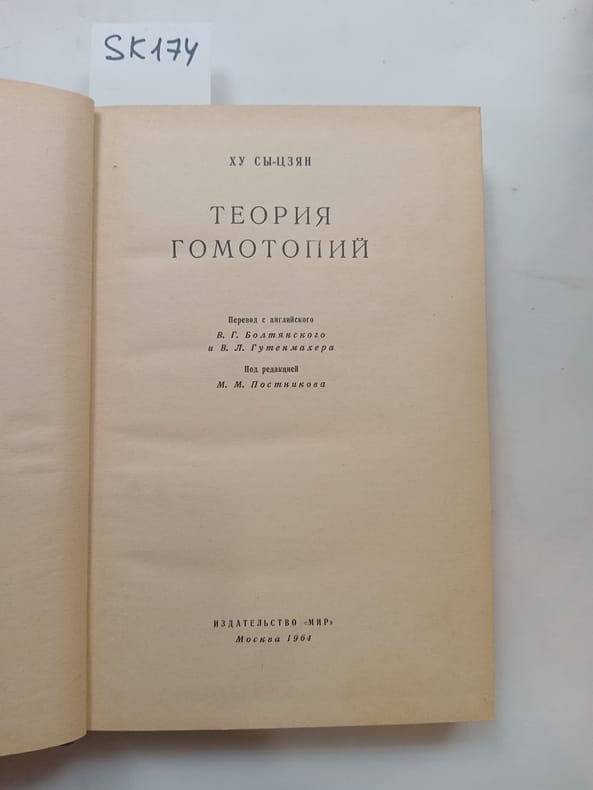 SK174
ХУ СЫ-ЦЗЯН
ТЕОРИЯ
ГОМОТОПИЙ
Перевод с английского
В. Г. Болтянского
и В. Л. Гутенмахера
Под редакцией
М. М. Постникова
ИЗДАТЕЛЬСТВО «МИР»
Москва 1964